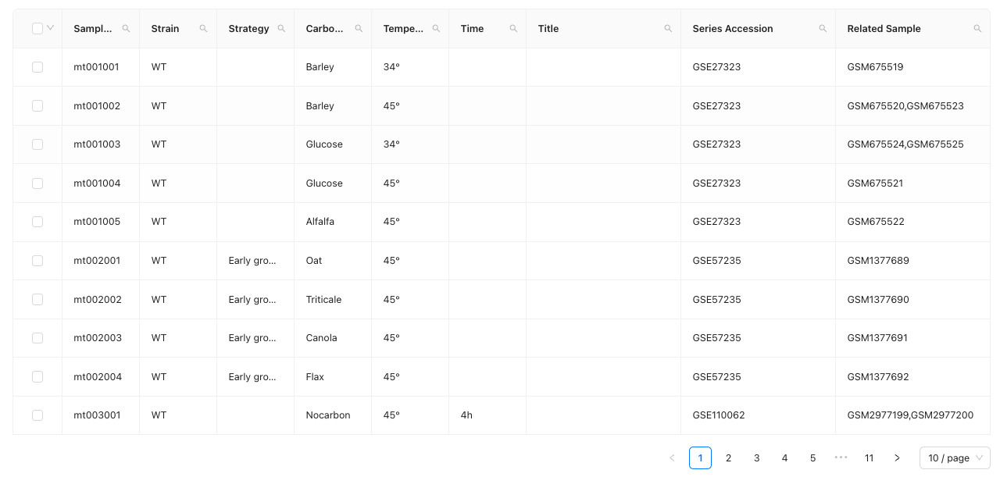 Sampl... Strain Strategy Carbo... Tempe... Time Title Series Accession Related Sample
mt001001 WT Barley 34° GSE27323 GSM675519
mt001002 WT Barley 45° GSE27323 GSM675520,GSM675523
mt001003 WT Glucose 34° GSE27323 GSM675524,GSM675525
mt001004 WT Glucose 45° GSE27323 GSM675521
mt001005 WT Alfalfa 45° GSE27323 GSM675522
mt002001 WT Early gro... Oat 45° GSE57235 GSM1377689
mt002002 WT Early gro... Triticale 45° GSE57235 GSM1377690
mt002003 WT Early gro... Canola 45° GSE57235 GSM1377691
mt002004 WT Early gro... Flax 45° GSE57235 GSM1377692
mt003001 WT Nocarbon 45° 4h GSE110062 GSM2977199,GSM2977200
1 2 3 4 5 ••• 11 10 / page